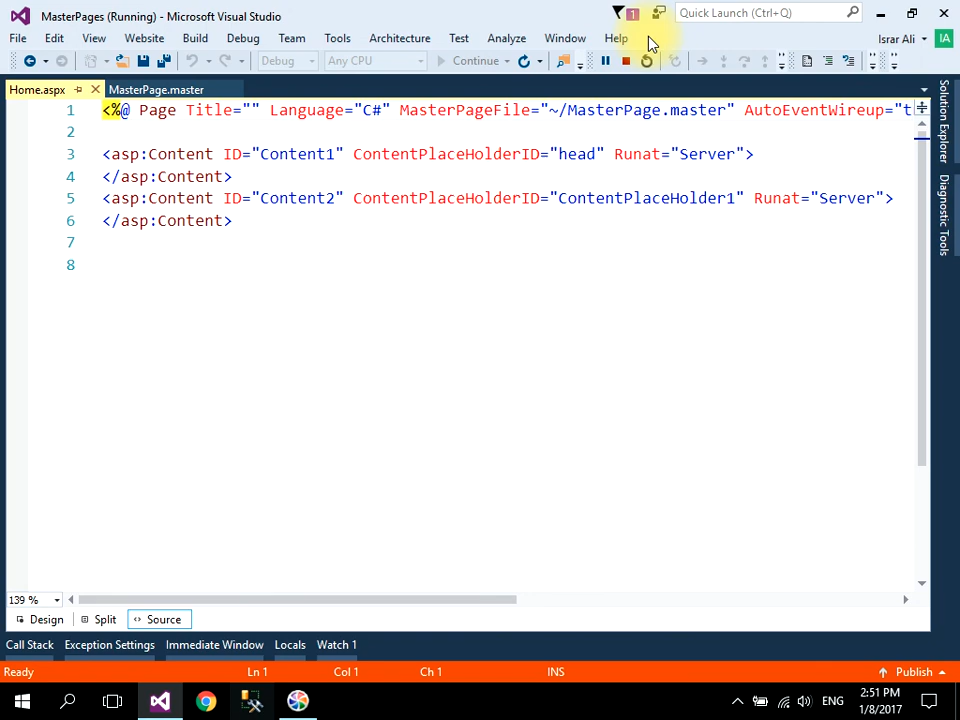 MasterPages (Running) - Microsoft Visual Studio
1
Quick Launch (Ctrl+Q)
File Edit View Website Build Debug Team Tools Architecture Test Analyze Window Help
Israr Ali
IA
Debug Any CPU Continue
Home.aspx MasterPage.master
1 <%@ Page Title="" Language="C#" MasterPageFile="~/MasterPage.master" AutoEventWireup="t
2
3 <asp:Content ID="Content1" ContentPlaceHolderID="head" Runat="Server">
4 </asp:Content>
5 <asp:Content ID="Content2" ContentPlaceHolderID="ContentPlaceHolder1" Runat="Server">
6 </asp:Content>
7
8
Solution Explorer
Diagnostic Tools
139 %
Design Split Source
Call Stack Exception Settings Immediate Window Locals Watch 1
Ready Ln 1 Col 1 Ch 1 INS Publish
ENG
2:51 PM
1/8/2017